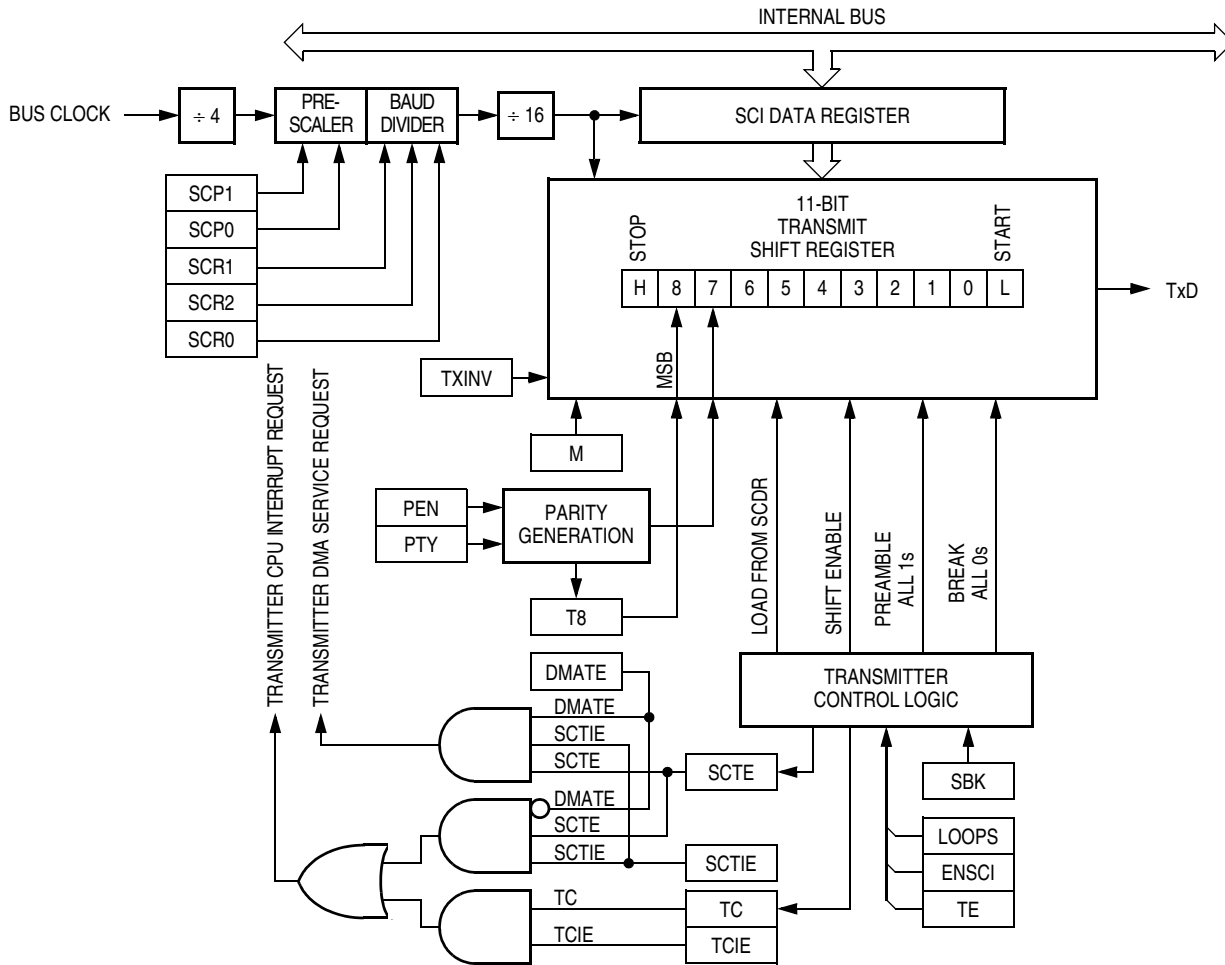 INTERNAL BUS
BUS CLOCK
÷ 4
PRE-
SCALER
BAUD
DIVIDER
÷ 16
SCI DATA REGISTER
SCP1
SCP0
SCR1
SCR2
SCR0
11-BIT
TRANSMIT
SHIFT REGISTER
STOP
START
H 8 7 6 5 4 3 2 1 0 L
TxD
MSB
TXINV
M
PEN
PTY
PARITY
GENERATION
T8
LOAD FROM SCDR
SHIFT ENABLE
PREAMBLE
ALL 1s
BREAK
ALL 0s
TRANSMITTER CPU INTERRUPT REQUEST
TRANSMITTER DMA SERVICE REQUEST
TRANSMITTER
CONTROL LOGIC
DMATE
DMATE
SCTIE
SCTE
SCTE
DMATE
SCTE
SCTIE
SCTIE
TC
TC
TCIE
TCIE
SBK
LOOPS
ENSCI
TE